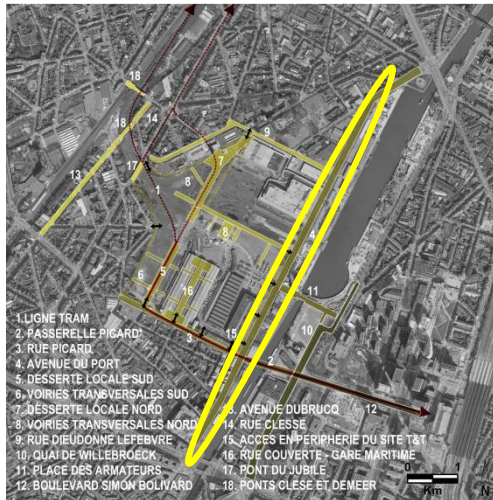 18
14
9
18
13
17
7
1
8
8
4
6
5
16
11
15
10
3
2
12
1. LIGNE TRAM
2. PASSERELLE PICARD
3. RUE PICARD
4. AVENUE DU PORT
5. DESSERTE LOCALE SUD
6. VOIRIES TRANSVERSALES SUD
7. DESSERTE LOCALE NORD
8. VOIRIES TRANSVERSALES NORD
9. RUE DIEUDONNE LEFEBVRE
10. QUAI DE WILLEBROECK
11. PLACE DES ARMATEURS
12. BOULEVARD SIMON BOLIVARD
13. AVENUE DUBRUCQ
14. RUE CLESSE
15. ACCES EN PERIPHERIE DU SITE T&T
16. RUE COUVERTE - GARE MARITIME
17. PONT DU JUBILE
18. PONTS CLESSE ET DEMEER
0 1
Km